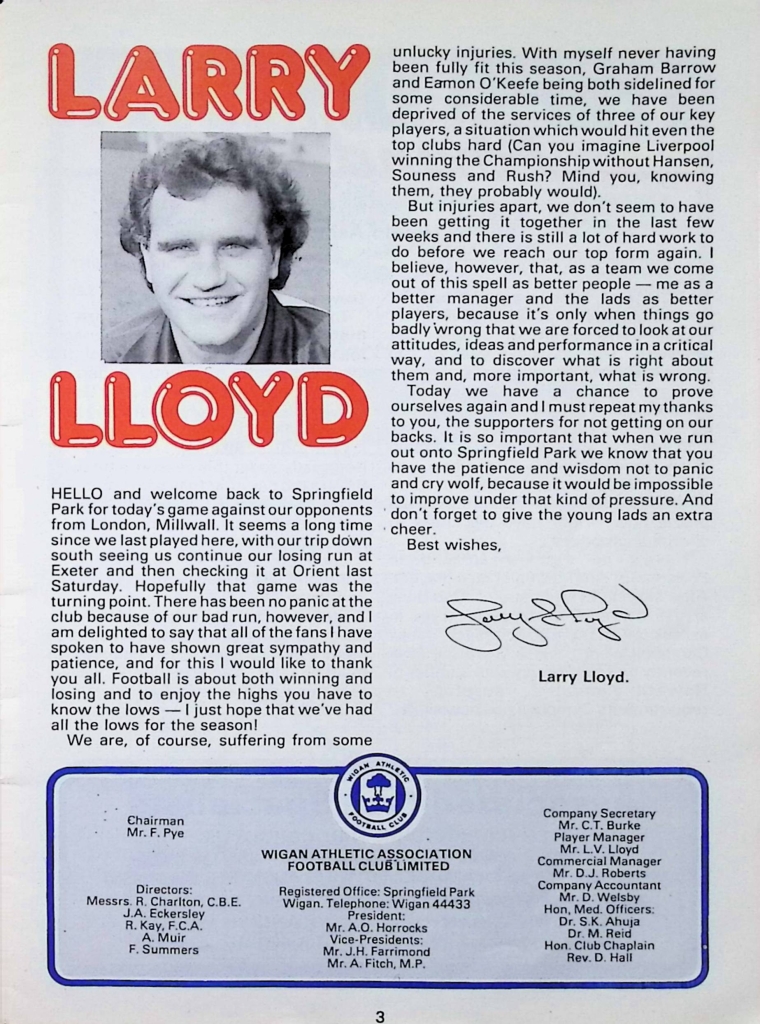 LARRY
LLOYD
HELLO and welcome back to Springfield
Park for today's game against our opponents
from London, Millwall. It seems a long time
since we last played here, with our trip down
south seeing us continue our losing run at
Exeter and then checking it at Orient last
Saturday. Hopefully that game was the
turning point. There has been no panic at the
club because of our bad run, however, and I
am delighted to say that all of the fans I have
spoken to have shown great sympathy and
patience, and for this I would like to thank
you all. Football is about both winning and
losing and to enjoy the highs you have to
know the lows — I just hope that we've had
all the lows for the season!
We are, of course, suffering from some
unlucky injuries. With myself never having
been fully fit this season, Graham Barrow
and Eamon O'Keefe being both sidelined for
some considerable time, we have been
deprived of the services of three of our key
players, a situation which would hit even the
top clubs hard (Can you imagine Liverpool
winning the Championship without Hansen,
Souness and Rush? Mind you, knowing
them, they probably would).
But injuries apart, we don't seem to have
been getting it together in the last few
weeks and there is still a lot of hard work to
do before we reach our top form again. I
believe, however, that, as a team we come
out of this spell as better people — me as a
better manager and the lads as better
players, because it's only when things go
badly wrong that we are forced to look at our
attitudes, ideas and performance in a critical
way, and to discover what is right about
them and, more important, what is wrong.
Today we have a chance to prove
ourselves again and I must repeat my thanks
to you, the supporters for not getting on our
backs. It is so important that when we run
out onto Springfield Park we know that you
have the patience and wisdom not to panic
and cry wolf, because it would be impossible
to improve under that kind of pressure. And
don't forget to give the young lads an extra
cheer.
Best wishes,
Larry Lloyd
Larry Lloyd.
WIGAN ATHLETIC
FOOTBALL CLUB
Chairman
Mr. F. Pye
Directors:
Messrs. R. Charlton, C.B.E.
J.A. Eckersley
R. Kay, F.C.A.
A. Muir
F. Summers
WIGAN ATHLETIC ASSOCIATION
FOOTBALL CLUB LIMITED
Registered Office: Springfield Park
Wigan. Telephone: Wigan 44433
President:
Mr. A.O. Horrocks
Vice-Presidents:
Mr. J.H. Farrimond
Mr. A. Fitch, M.P.
Company Secretary
Mr. C.T. Burke
Player Manager
Mr. L.V. Lloyd
Commercial Manager
Mr. D.J. Roberts
Company Accountant
Mr. D. Welsby
Hon, Med. Officers:
Dr. S.K. Ahuja
Dr. M. Reid
Hon. Club Chaplain
Rev. D. Hall
3